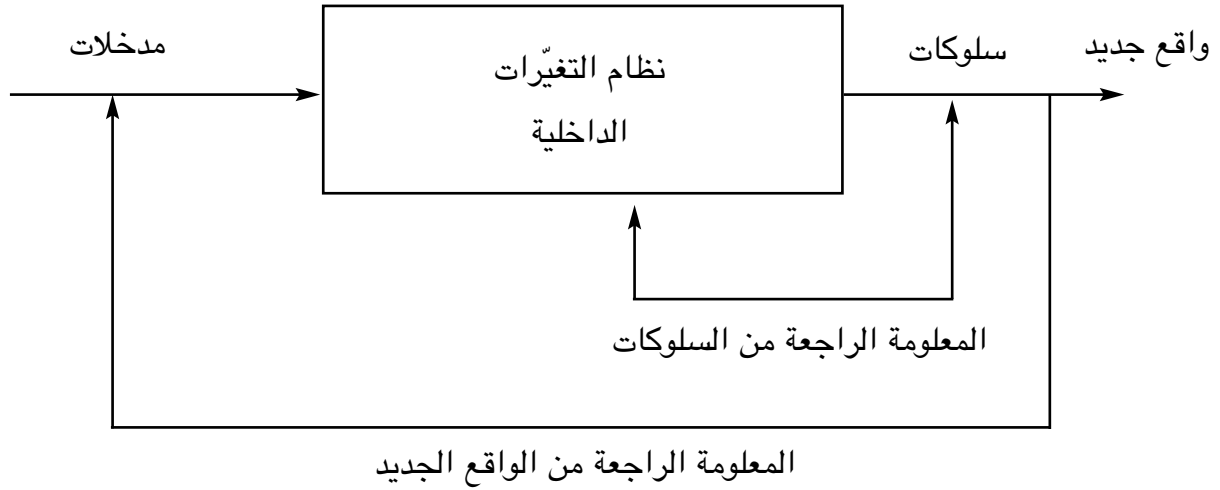 مدخلات
نظام التغيّرات
الداخلية
سلوكات
واقع جديد
المعلومة الراجعة من السلوكات
المعلومة الراجعة من الواقع الجديد